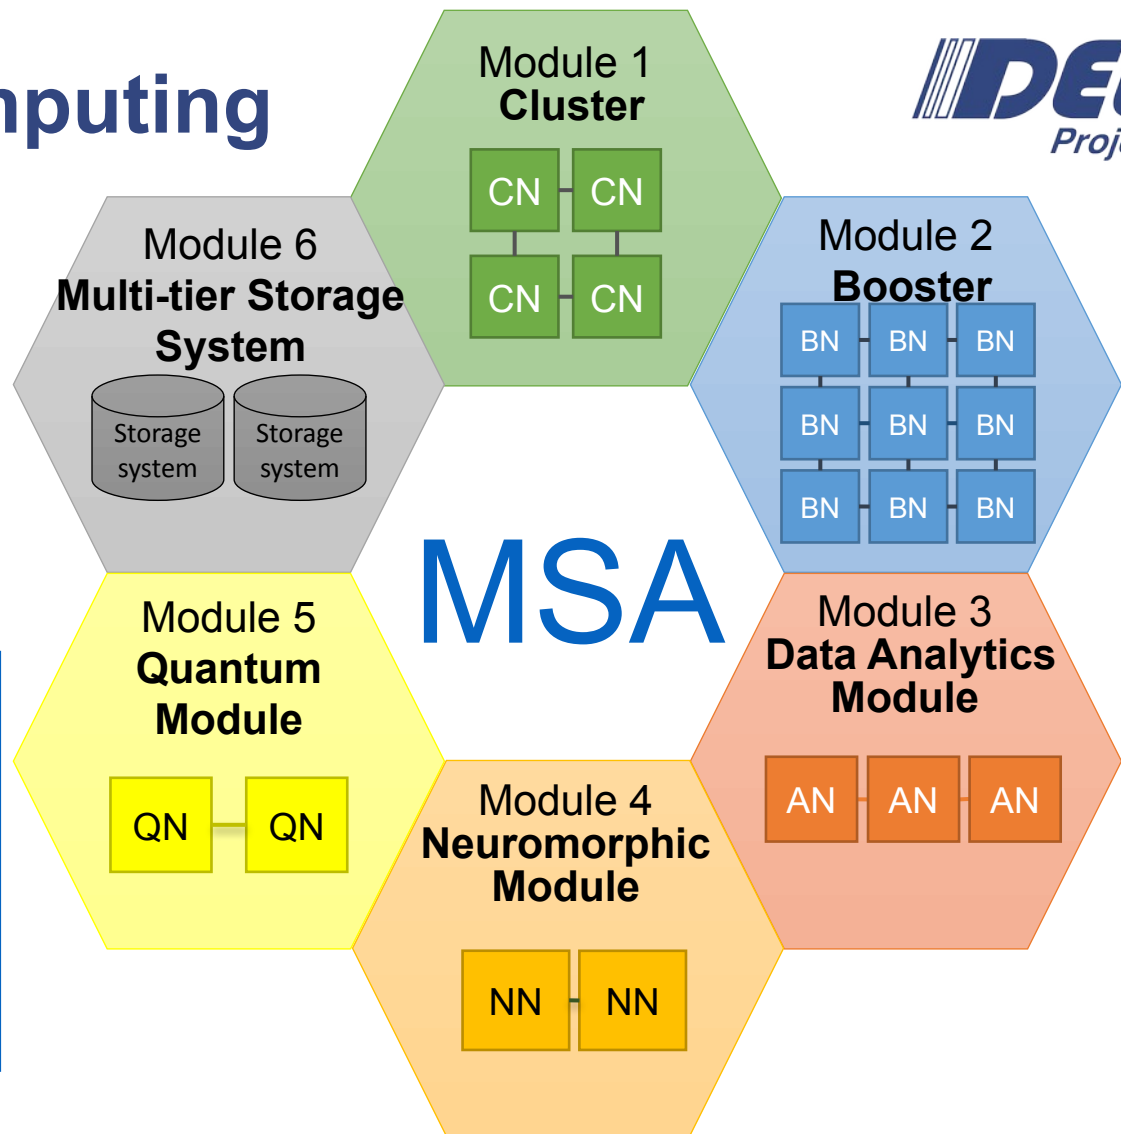 mputing
Module 1
Cluster
CN CN
CN CN
Proj
Module 6
Multi-tier Storage
System
Storage
system
Storage
system
Module 2
Booster
BN BN BN
BN BN BN
BN BN BN
MSA
Module 5
Quantum
Module
QN QN
Module 3
Data Analytics
Module
AN AN AN
Module 4
Neuromorphic
Module
NN NN